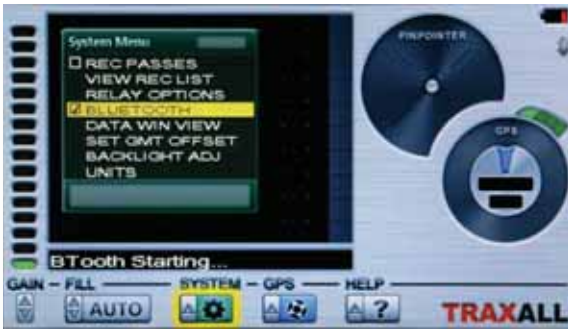 System Menu
REC PASSES
VIEW REC LIST
RELAY OPTIONS
BLUETOOTH
DATA WIN VIEW
SET GMT OFFSET
BACKLIGHT ADJ
UNITS
PINPOINTER
GPS
BTooth Starting...
GAIN FILL SYSTEM GPS HELP
AUTO ?
TRAXALL